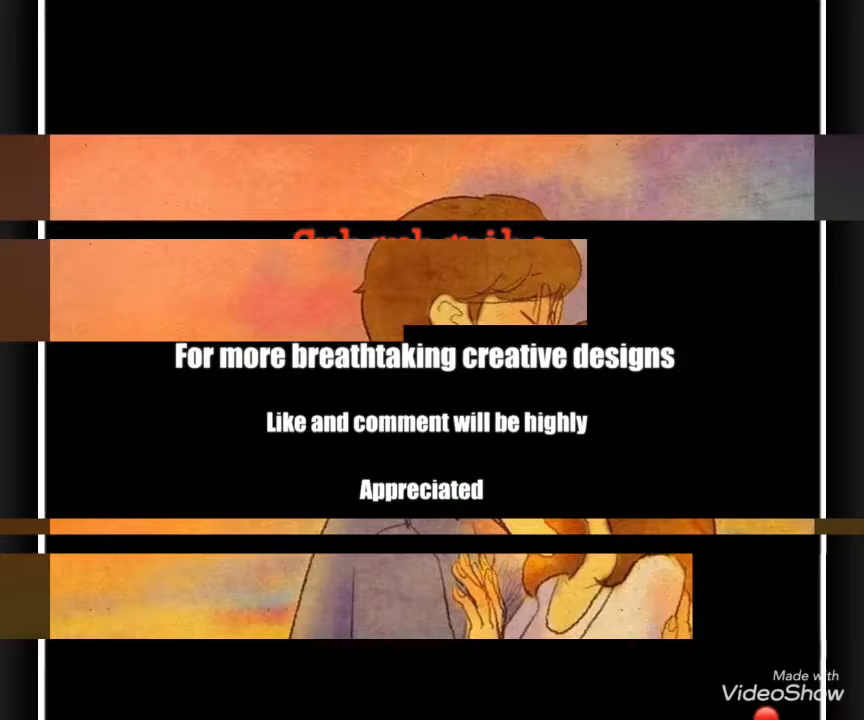 For more breathtaking creative designs
Like and comment will be highly
Appreciated
Made with
VideoShow